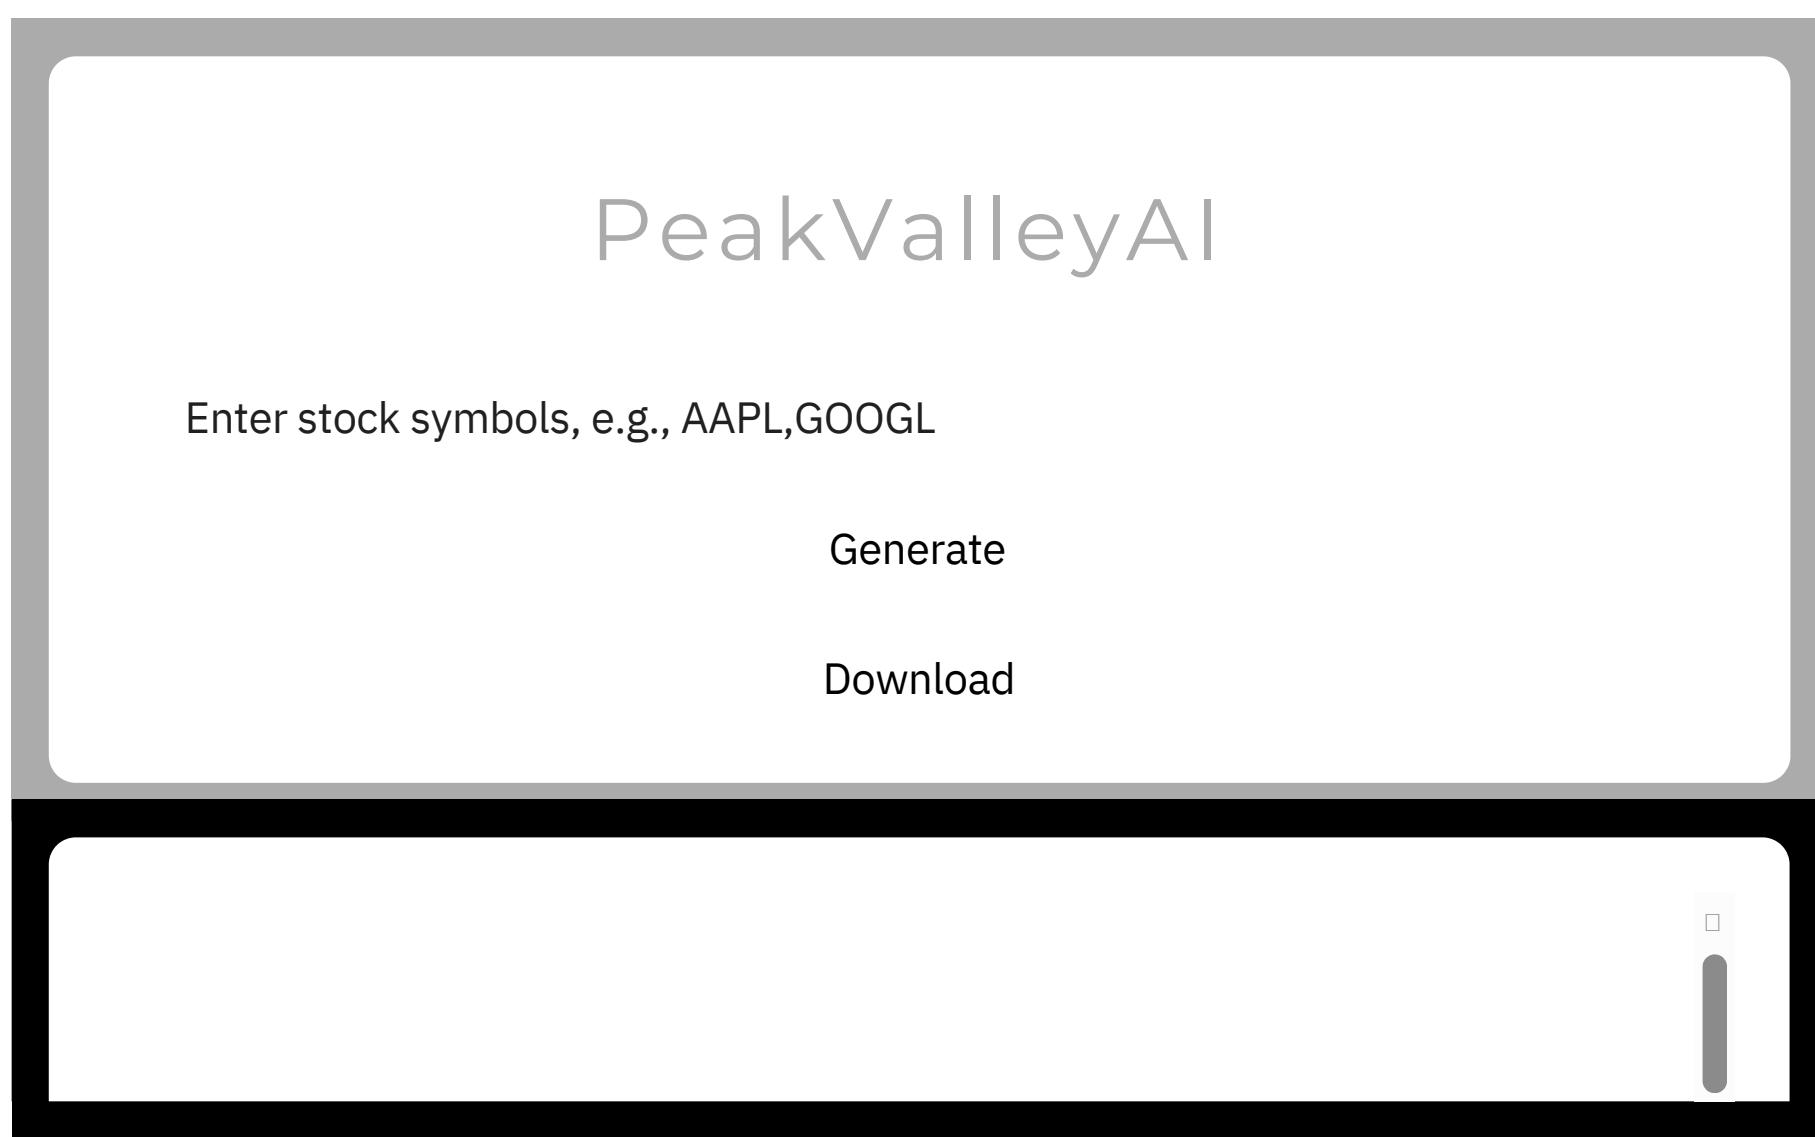 PeakValleyAI
Enter stock symbols, e.g., AAPL,GOOGL
Generate
Download